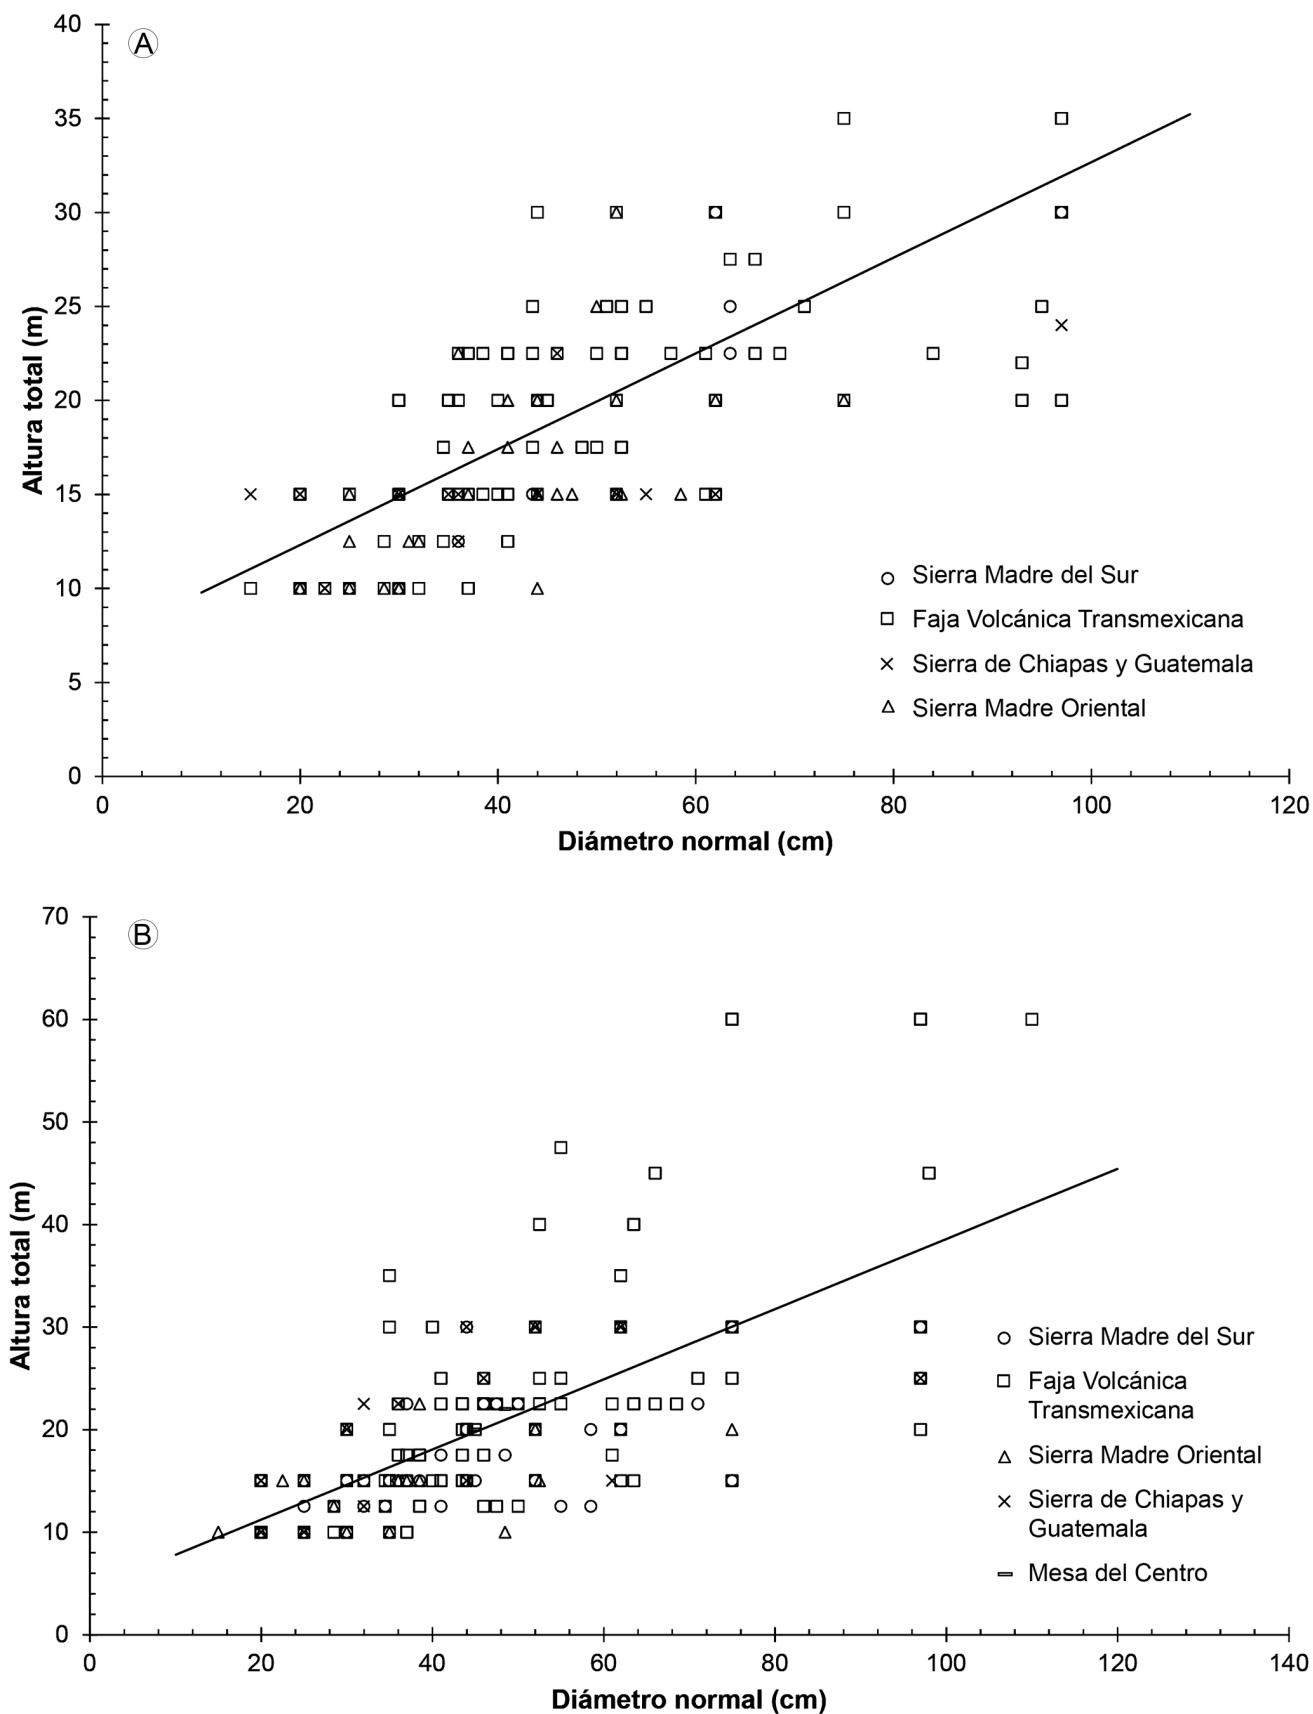 A
40
35
30
25
20
15
10
5
0
Altura total (m)
0 20 40 60 80 100 120
Diámetro normal (cm)
Sierra Madre del Sur
Faja Volcánica Transmexicana
Sierra de Chiapas y Guatemala
Sierra Madre Oriental
B
70
60
50
40
30
20
10
0
Altura total (m)
0 20 40 60 80 100 120 140
Diámetro normal (cm)
Sierra Madre del Sur
Faja Volcánica
Transmexicana
Sierra Madre Oriental
Sierra de Chiapas y
Guatemala
Mesa del Centro